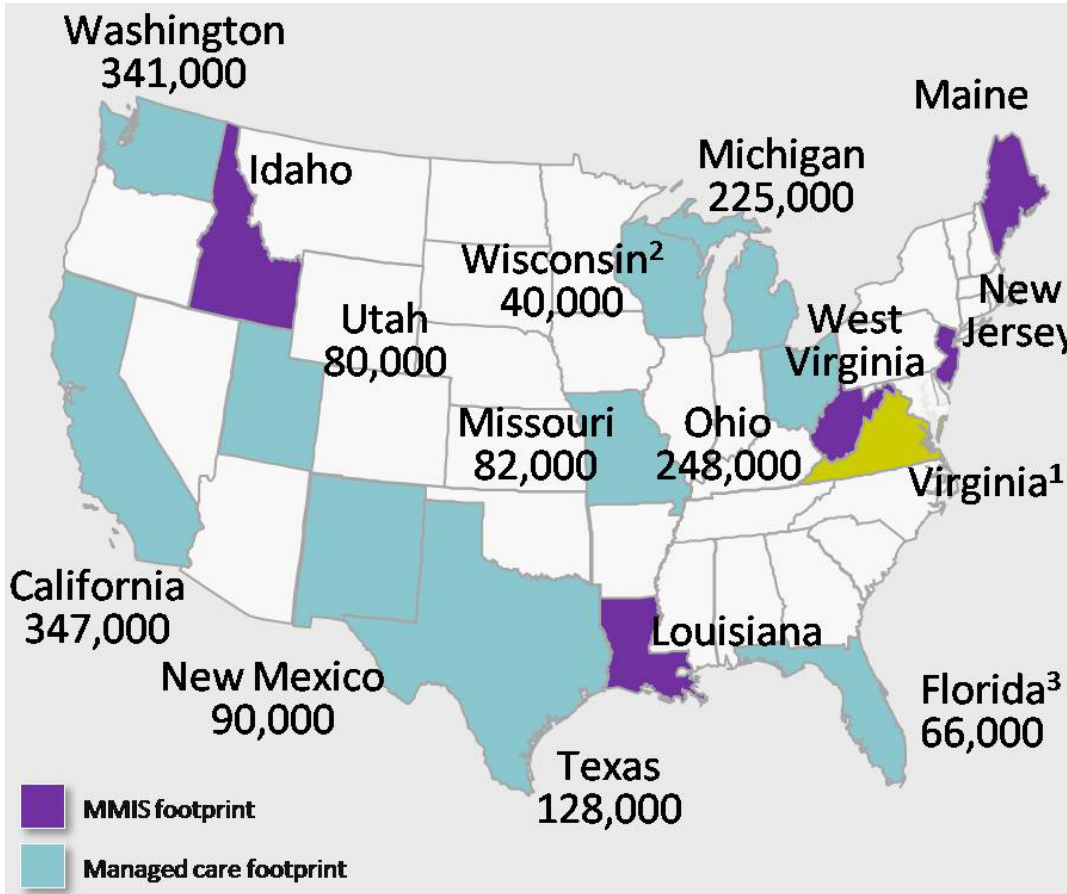 Washington
341,000
Maine
Michigan
225,000
Idaho
Wisconsin²
40,000
New
Jersey
West
Virginia
Utah
80,000
Missouri
82,000
Ohio
248,000
Virginia¹
California
347,000
Louisiana
New Mexico
90,000
Florida³
66,000
Texas
128,000
MMIS footprint
Managed care footprint